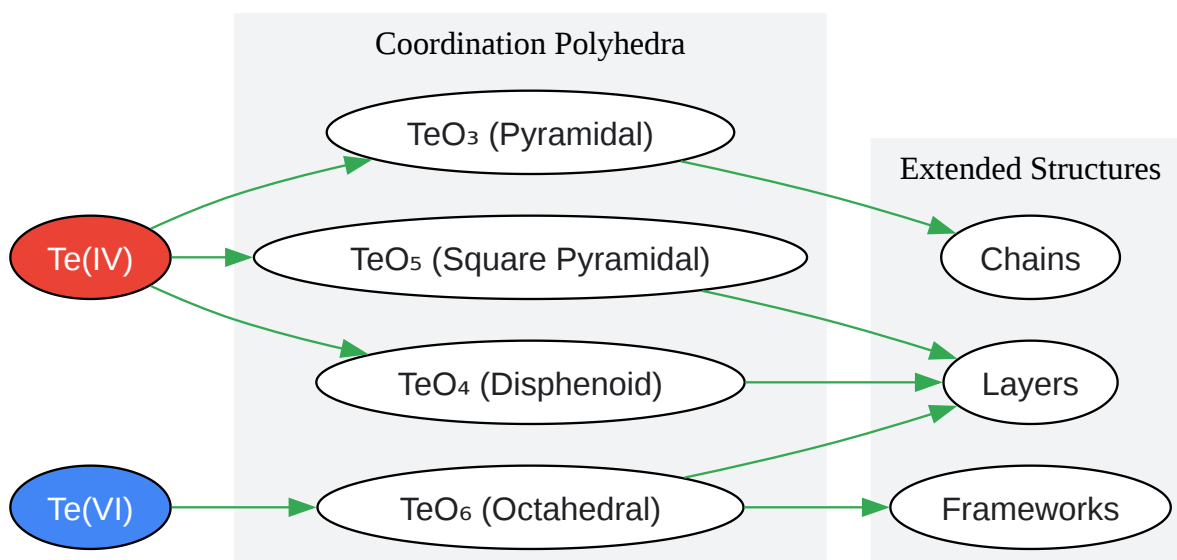 Coordination Polyhedra
TeO₃ (Pyramidal)
Extended Structures
Te(IV)
TeO₅ (Square Pyramidal)
Chains
TeO₄ (Disphenoid)
Layers
Te(VI)
TeO₆ (Octahedral)
Frameworks